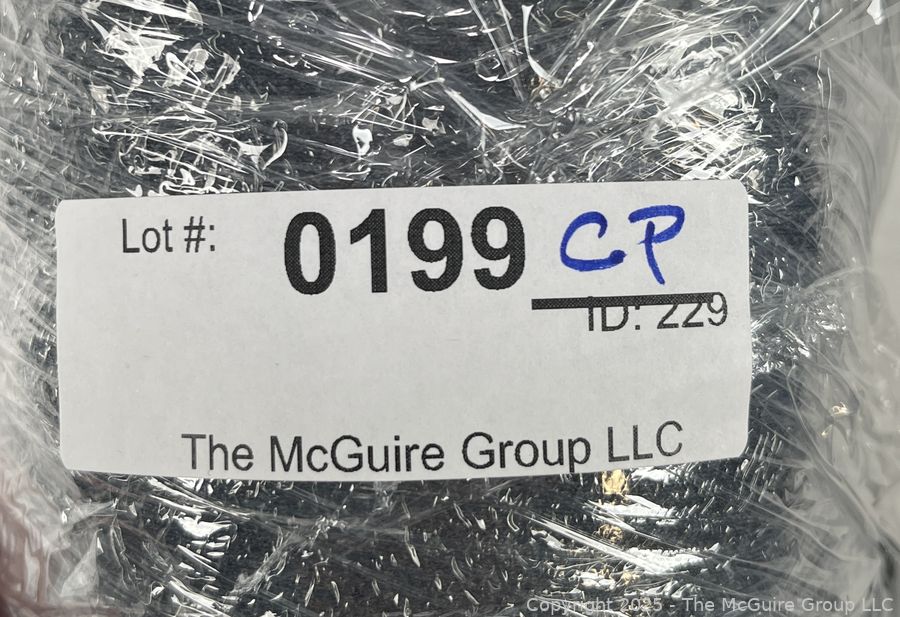 Lot #: 0199 CP
ID: 229
The McGuire Group LLC
Copyright 2025 - The McGuire Group LLC